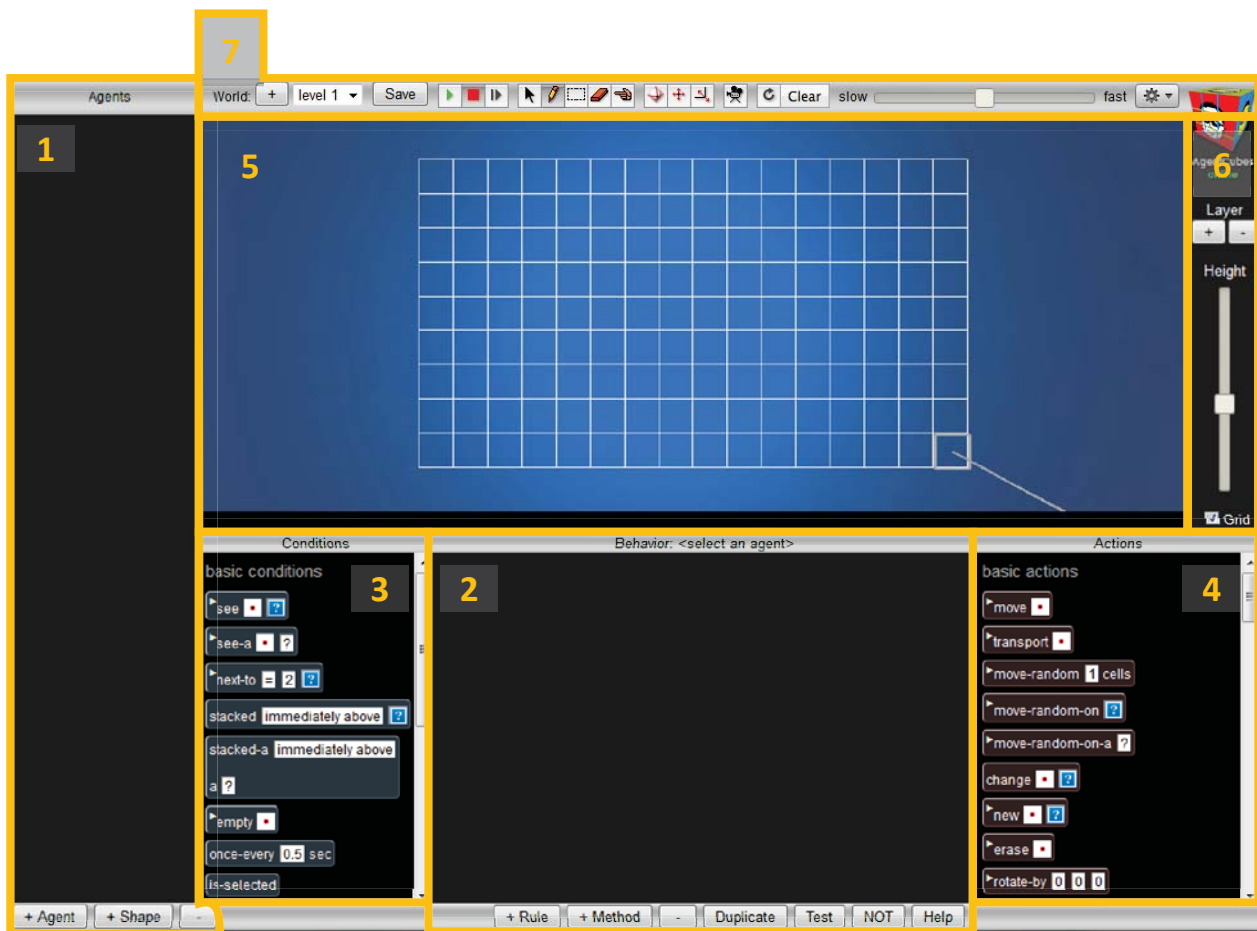 7
Agents
World: + level 1 Save Clear slow fast
1
5
6
Layer
+ -
Height
Grid
Conditions
basic conditions
3
see ?
see-a ?
next-to = 2 ?
stacked immediately above ?
stacked-a immediately above
a ?
empty
once-every 0.5 sec
is-selected
Behavior: <select an agent>
2
Actions
basic actions
4
move
transport
move-random 1 cells
move-random-on ?
move-random-on-a ?
change ?
new ?
erase
rotate-by 0 0 0
+ Agent + Shape -
+ Rule + Method - Duplicate Test NOT Help